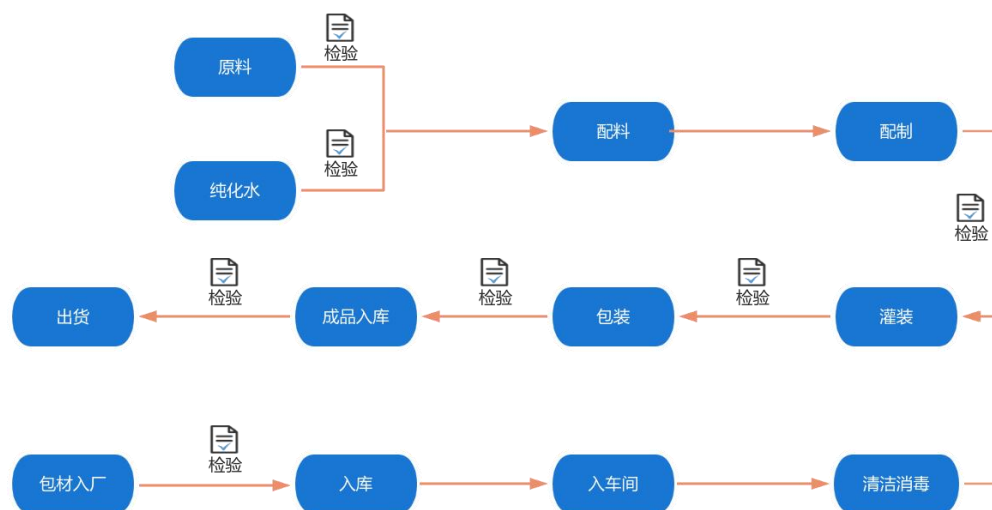 检验
原料
检验
纯化水
配料
配制
检验
检验
检验
检验
出货
成品入库
包装
灌装
检验
包材入厂
入库
入车间
清洁消毒